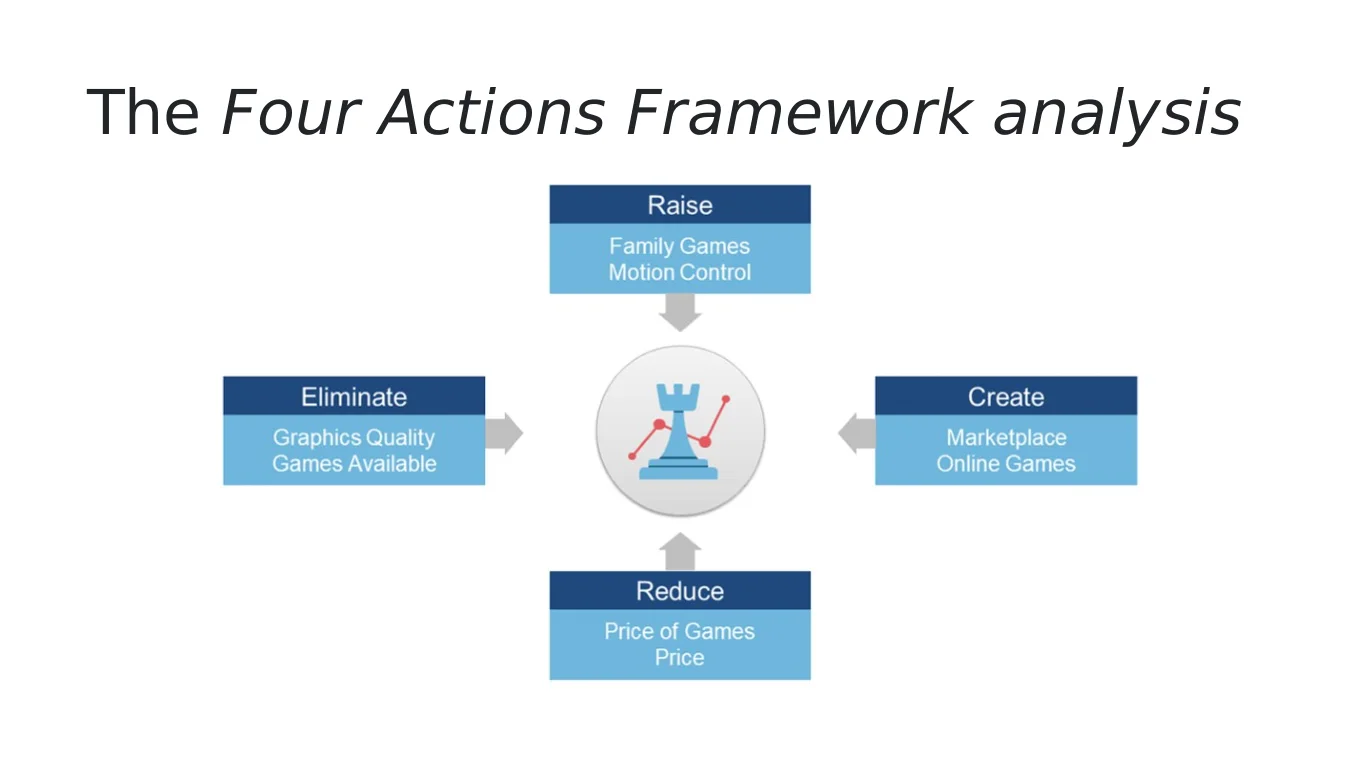 The Four Actions Framework analysis
Raise
Family Games
Motion Control
Eliminate
Graphics Quality
Games Available
Create
Marketplace
Online Games
Reduce
Price of Games
Price